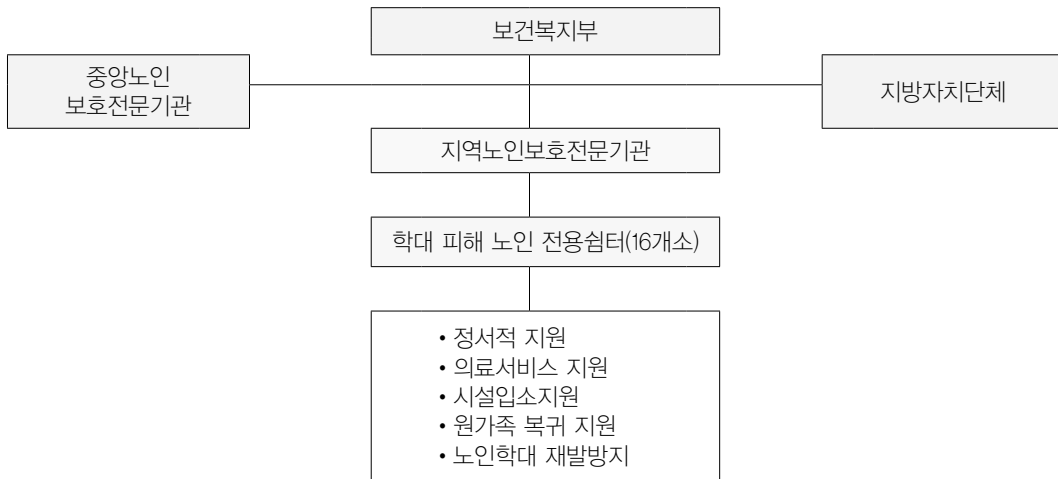 보건복지부
중앙노인
보호전문기관
지방자치단체
지역노인보호전문기관
학대 피해 노인 전용쉼터(16개소)
• 정서적 지원
• 의료서비스 지원
• 시설입소지원
• 원가족 복귀 지원
• 노인학대 재발방지